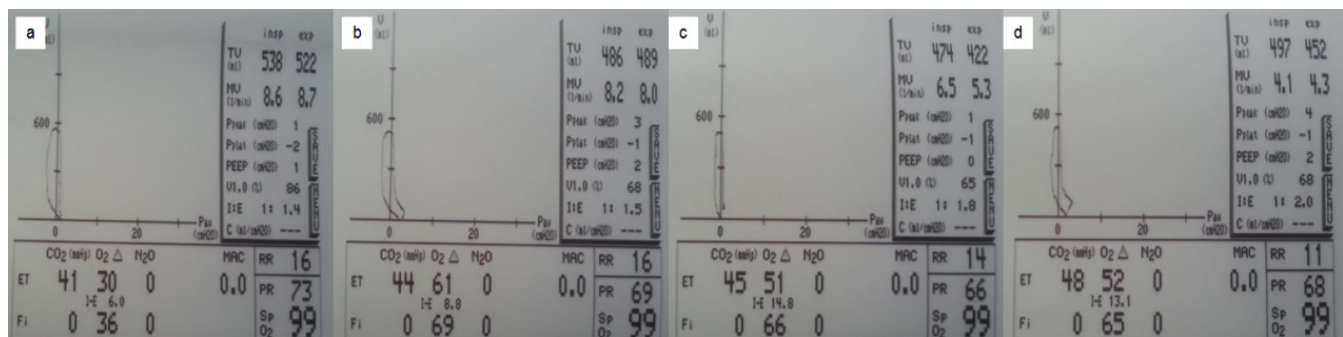 a
V
(ml)
600
0 20
Paw
(cmH2O)
insp exp
TV (ml) 538 522
MV (l/min) 8.6 8.7
Ppeak (cmH2O) 1
Pplat (cmH2O) -2
PEEP (cmH2O) 1
V1.0 (%) 86
I:E 1: 1.4
C (ml/cmH2O) ---
SAVE
MENU
CO2 (mmHg) O2 △ N2O MAC
ET 41 30 0 0.0
I-E 6.0
Fi 0 36 0
RR 16
PR 73
SpO2 99
b
V
(ml)
600
0 20
Paw
(cmH2O)
insp exp
TV (ml) 486 489
MV (l/min) 8.2 8.0
Ppeak (cmH2O) 3
Pplat (cmH2O) -1
PEEP (cmH2O) 2
V1.0 (%) 68
I:E 1: 1.5
C (ml/cmH2O) ---
SAVE
MENU
CO2 (mmHg) O2 △ N2O MAC
ET 44 61 0 0.0
I-E 8.8
Fi 0 69 0
RR 16
PR 69
SpO2 99
c
V
(ml)
600
0 20
Paw
(cmH2O)
insp exp
TV (ml) 474 422
MV (l/min) 6.5 5.3
Ppeak (cmH2O) 1
Pplat (cmH2O) -1
PEEP (cmH2O) 0
V1.0 (%) 65
I:E 1: 1.8
C (ml/cmH2O) ---
SAVE
MENU
CO2 (mmHg) O2 △ N2O MAC
ET 45 51 0 0.0
I-E 14.8
Fi 0 66 0
RR 14
PR 66
SpO2 99
d
V
(ml)
600
0 20
Paw
(cmH2O)
insp exp
TV (ml) 497 452
MV (l/min) 4.1 4.3
Ppeak (cmH2O) 4
Pplat (cmH2O) -1
PEEP (cmH2O) 2
V1.0 (%) 68
I:E 1: 2.0
C (ml/cmH2O) ---
SAVE
MENU
CO2 (mmHg) O2 △ N2O MAC
ET 48 52 0 0.0
I-E 13.1
Fi 0 65 0
RR 11
PR 68
SpO2 99